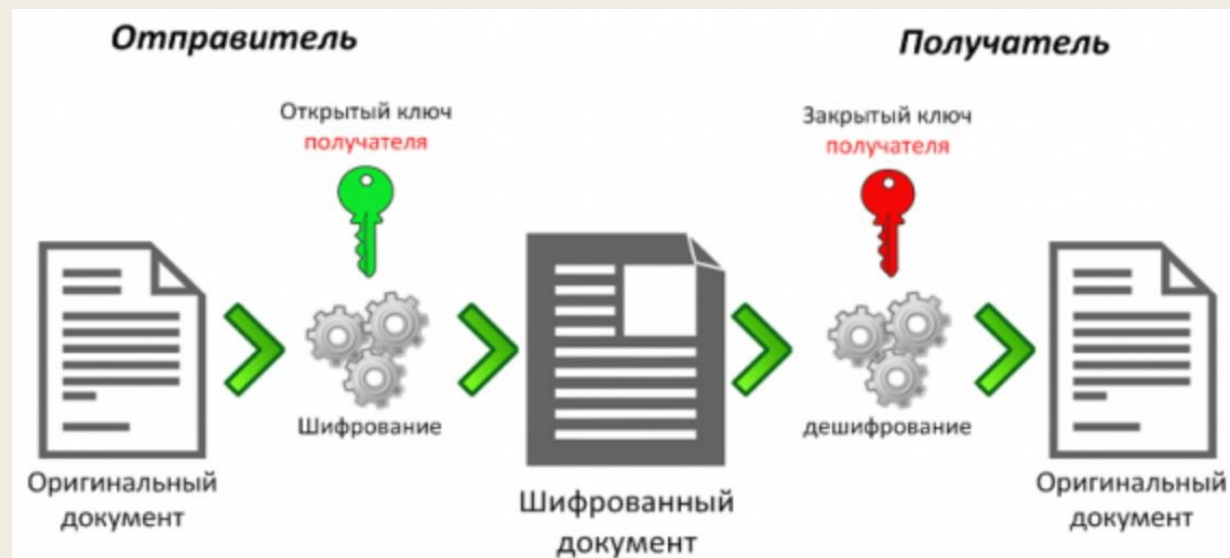 Отправитель
Получатель
Открытый ключ
получателя
Закрытый ключ
получателя
Шифрование
дешифрование
Оригинальный
документ
Шифрованный
документ
Оригинальный
документ